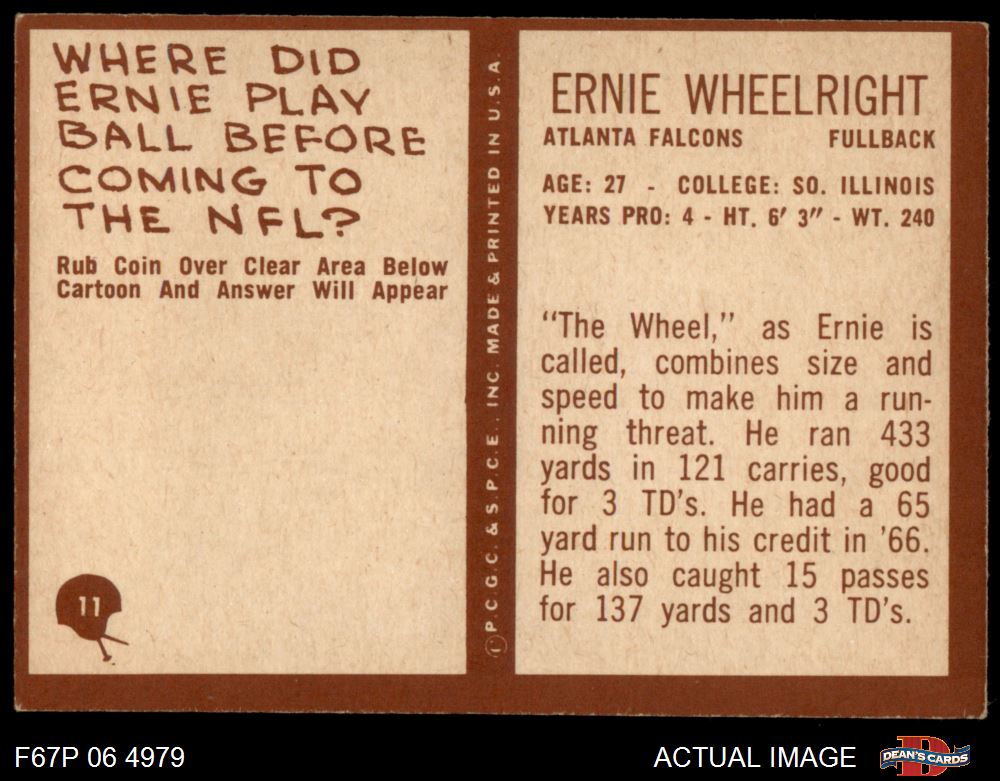 WHERE DID
ERNIE PLAY
BALL BEFORE
COMING TO
THE NFL?
Rub Coin Over Clear Area Below
Cartoon And Answer Will Appear
11
Ⓒ P.C.G.C. & S.P.C.E., INC. MADE & PRINTED IN U.S.A.
ERNIE WHEELRIGHT
ATLANTA FALCONS FULLBACK
AGE: 27 - COLLEGE: SO. ILLINOIS
YEARS PRO: 4 - HT. 6' 3" - WT. 240
"The Wheel," as Ernie is
called, combines size and
speed to make him a run-
ning threat. He ran 433
yards in 121 carries, good
for 3 TD's. He had a 65
yard run to his credit in '66.
He also caught 15 passes
for 137 yards and 3 TD's.
F67P 06 4979
ACTUAL IMAGE
D
DEAN'S CARDS